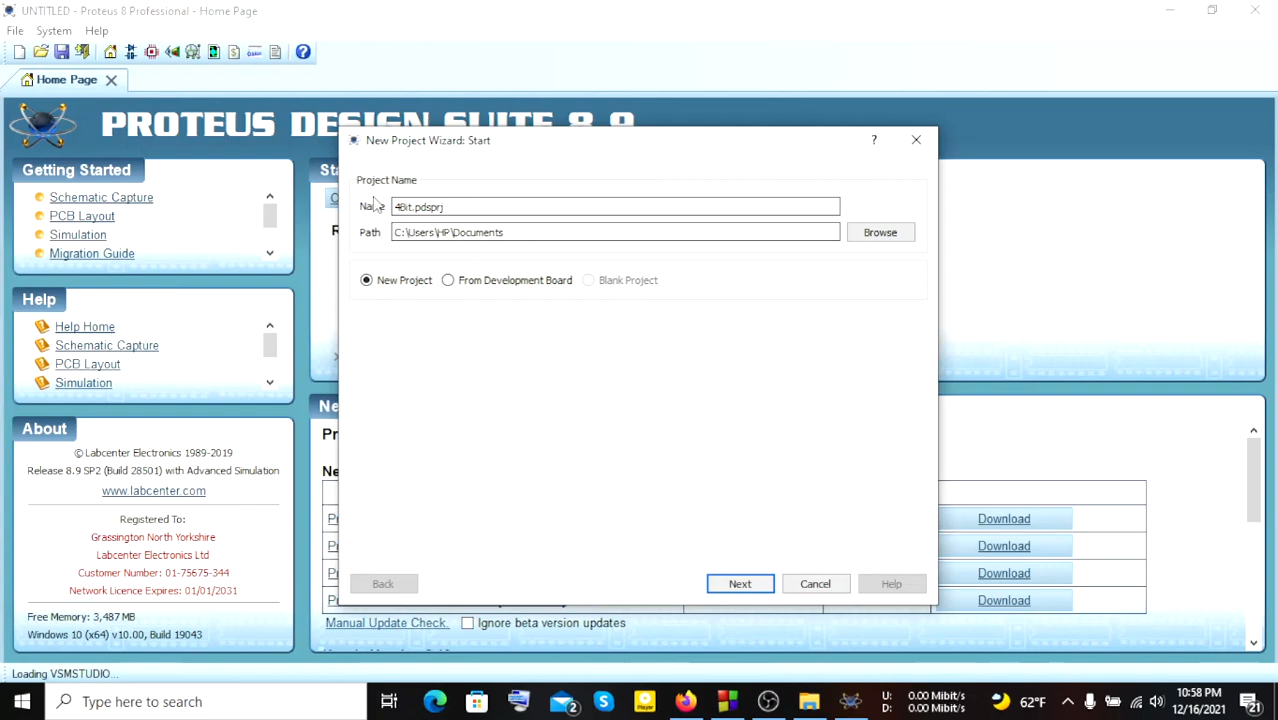 UNTITLED - Proteus 8 Professional - Home Page
File System Help
Home Page
PROTEUS DESIGN SUITE 8.9
Getting Started
Schematic Capture
PCB Layout
Simulation
Migration Guide
Help
Help Home
Schematic Capture
PCB Layout
Simulation
About
© Labcenter Electronics 1989-2019
Release 8.9 SP2 (Build 28501) with Advanced Simulation
www.labcenter.com
Registered To:
Grassington North Yorkshire
Labcenter Electronics Ltd
Customer Number: 01-75675-344
Network Licence Expires: 01/01/2031
Free Memory: 3,487 MB
Windows 10 (x64) v10.00, Build 19043
New Project Wizard: Start
?
Project Name
Name 4Bit.pdsprj
Path C:\Users\HP\Documents Browse
New Project From Development Board Blank Project
Back Next Cancel Help
Download
Download
Download
Download
Manual Update Check. Ignore beta version updates
Loading VSMSTUDIO...
Type here to search
2
S
Player
U: 0.00 Mibit/s
D: 0.00 Mibit/s
62°F
10:58 PM
12/16/2021
21